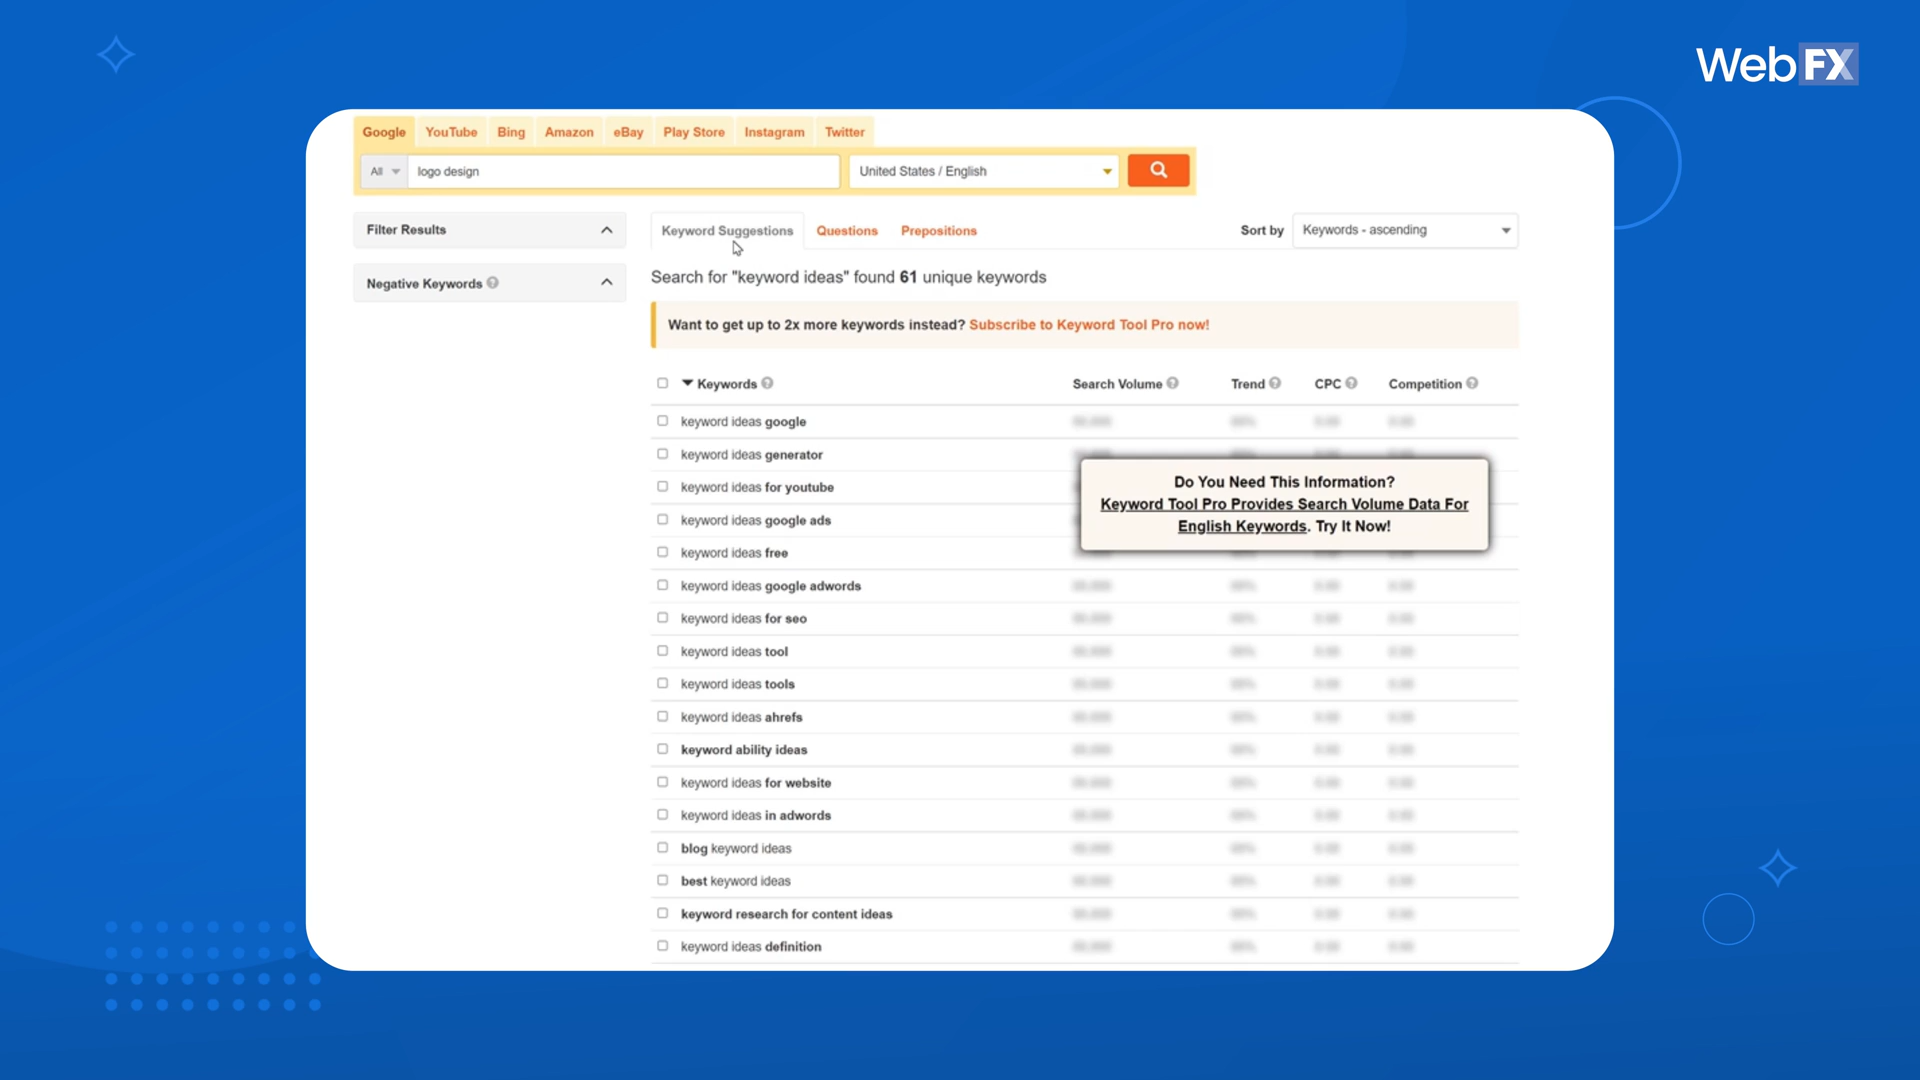 WebFX
Google YouTube Bing Amazon eBay Play Store Instagram Twitter
All logo design United States / English
Filter Results
Negative Keywords
Keyword Suggestions Questions Prepositions Sort by Keywords - ascending
Search for "keyword ideas" found 61 unique keywords
Want to get up to 2x more keywords instead? Subscribe to Keyword Tool Pro now!
Keywords Search Volume Trend CPC Competition
keyword ideas google
keyword ideas generator
keyword ideas for youtube
keyword ideas google ads
keyword ideas free
Do You Need This Information?
Keyword Tool Pro Provides Search Volume Data For
English Keywords. Try It Now!
keyword ideas google adwords
keyword ideas for seo
keyword ideas tool
keyword ideas tools
keyword ideas ahrefs
keyword ability ideas
keyword ideas for website
keyword ideas in adwords
blog keyword ideas
best keyword ideas
keyword research for content ideas
keyword ideas definition